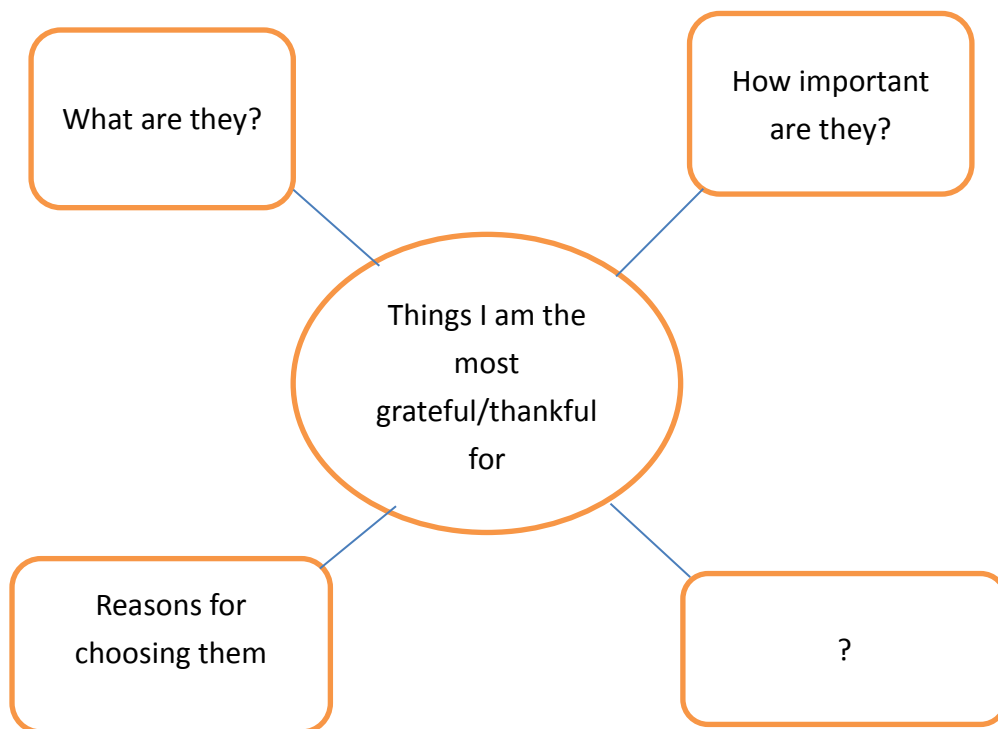 What are they?
How important
are they?
Things I am the
most
grateful/thankful
for
Reasons for
choosing them
?